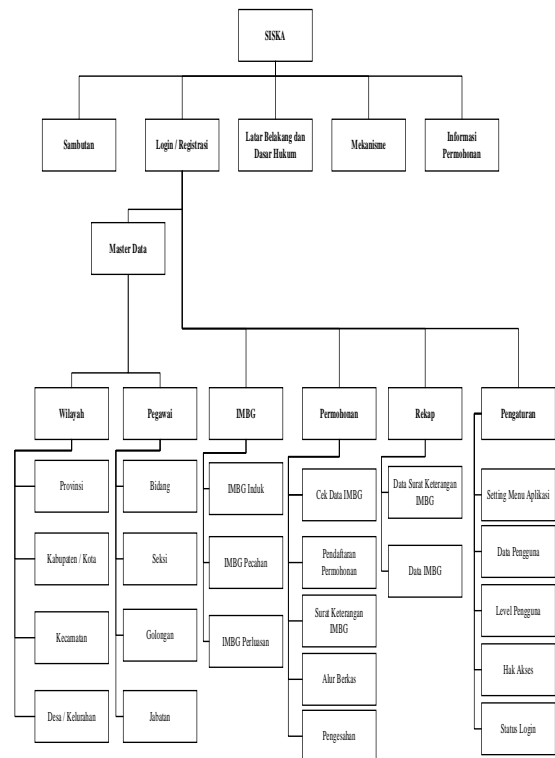 SISKA
Sambutan
Login / Registrasi
Latar Belakang dan
Dasar Hukum
Mekanisme
Informasi
Permohonan
Master Data
Wilayah
Pegawai
IMBG
Permohonan
Rekap
Pengaturan
Provinsi
Kabupaten / Kota
Kecamatan
Desa / Kelurahan
Bidang
Seksi
Golongan
Jabatan
IMBG Induk
IMBG Pecahan
IMBG Perluasan
Cek Data IMBG
Pendaftaran
Permohonan
Surat Keterangan
IMBG
Alur Berkas
Pengesahan
Data Surat Keterangan
IMBG
Data IMBG
Setting Menu Aplikasi
Data Pengguna
Level Pengguna
Hak Akses
Status Login